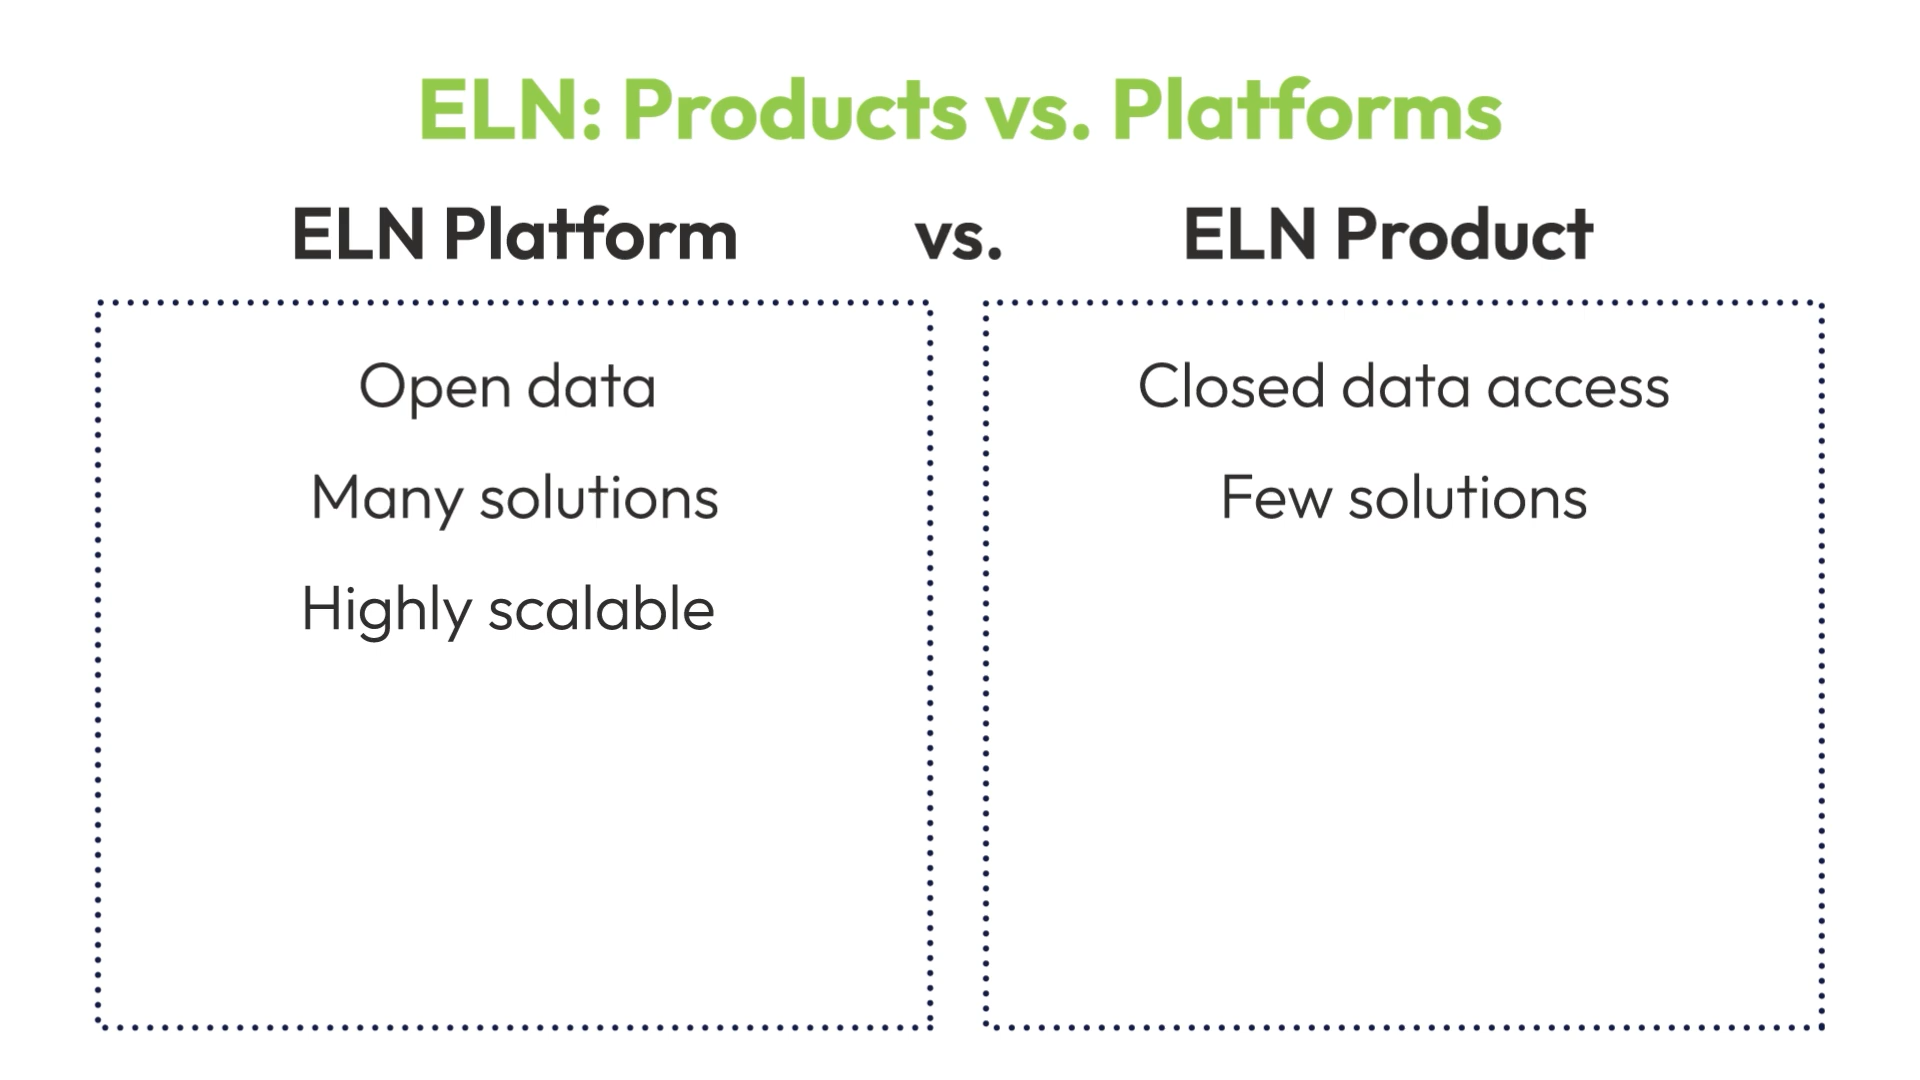 ELN: Products vs. Platforms
ELN Platform vs. ELN Product
Open data
Many solutions
Highly scalable
Closed data access
Few solutions